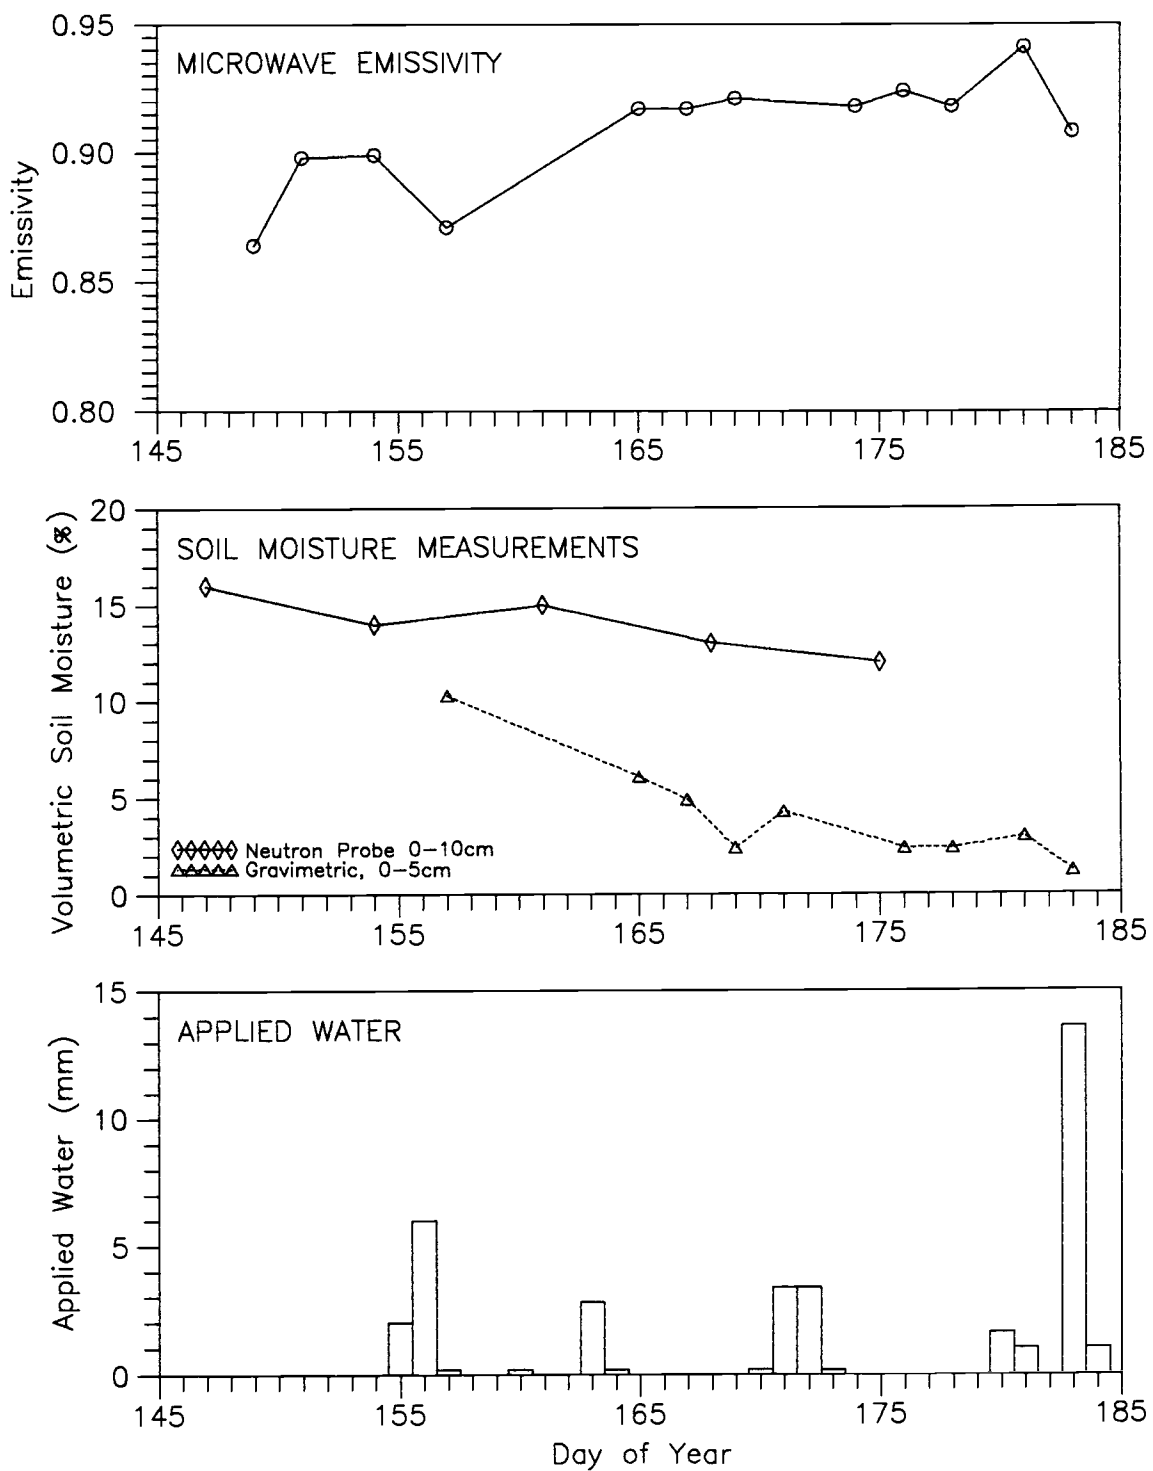 MICROWAVE EMISSIVITY
Emissivity
0.95
0.90
0.85
0.80
145 155 165 175 185
SOIL MOISTURE MEASUREMENTS
Volumetric Soil Moisture (%)
20
15
10
5
0
Neutron Probe 0-10cm
Gravimetric, 0-5cm
145 155 165 175 185
APPLIED WATER
Applied Water (mm)
15
10
5
0
145 155 165 175 185
Day of Year